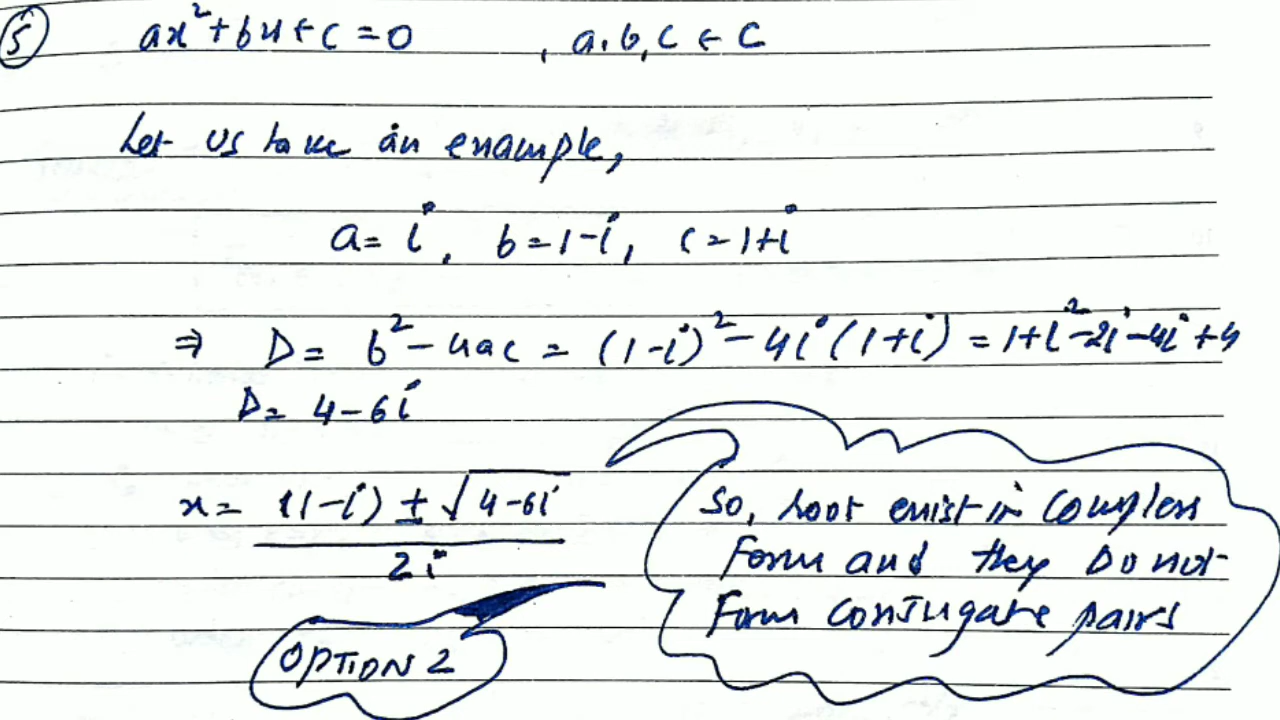 5 ax²+bx+c=0 , a,b,c ∈ C
Let us take an example,
a=i, b=1-i, c=1+i
⇒ D= b²-4ac = (1-i)²-4i(1+i) = 1+i²-2i-4i+4
D= 4-6i
x= (1-i) ± √4-6i
2i
So, root exist in complex
Form and they Do not
Form conjugate pairs
OPTION 2